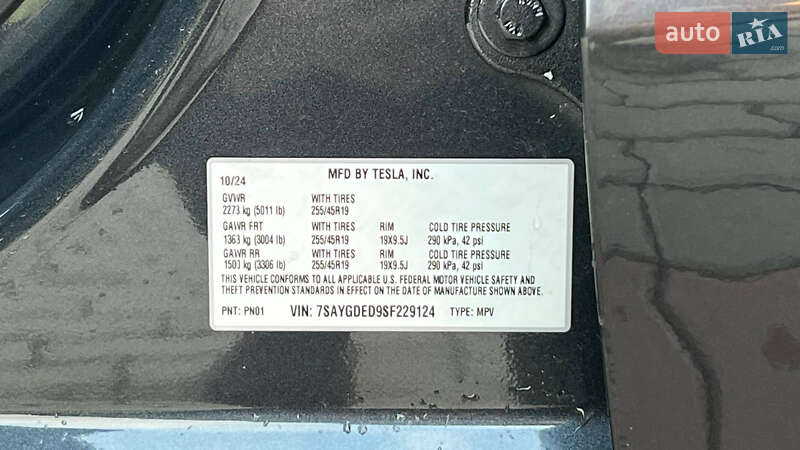 auto RIA.com
MFD BY TESLA, INC.
10/24
GVWR WITH TIRES
2273 kg (5011 lb) 255/45R19
GAWR FRT WITH TIRES RIM COLD TIRE PRESSURE
1363 kg (3004 lb) 255/45R19 19X9.5J 290 kPa, 42 psi
GAWR RR WITH TIRES RIM COLD TIRE PRESSURE
1500 kg (3306 lb) 255/45R19 19X9.5J 290 kPa, 42 psi
THIS VEHICLE CONFORMS TO ALL APPLICABLE U.S. FEDERAL MOTOR VEHICLE SAFETY AND
THEFT PREVENTION STANDARDS IN EFFECT ON THE DATE OF MANUFACTURE SHOWN ABOVE.
PNT: PN01 VIN: 7SAYGDED9SF229124 TYPE: MPV